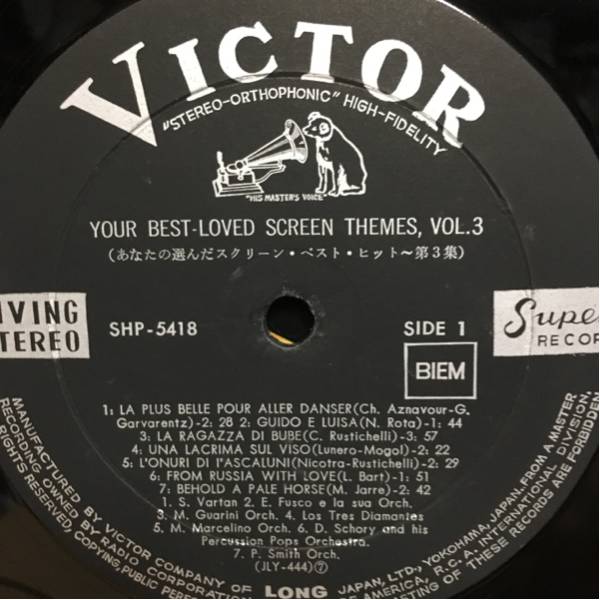 VICTOR
"STEREO-ORTHOPHONIC" HIGH-FIDELITY
"HIS MASTER'S VOICE"
YOUR BEST-LOVED SCREEN THEMES, VOL.3
(あなたの選んだスクリーン・ベスト・ヒット〜第3集)
IVING STEREO
SHP-5418
SIDE 1
BIEM
Supe
RECOR
1: LA PLUS BELLE POUR ALLER DANSER(Ch. Aznavour-G.
Garvarentz)-2: 28 2: GUIDO E LUISA(N. Rota)-1: 44
3: LA RAGAZZA DI BUBE(C. Rustichelli)-3: 57
4: UNA LACRIMA SUL VISO(Lunero-Mogol)-2: 22
5: L'ONURI DI I'ASCALUNI(Nicotra-Rustichelli)-2: 29
6: FROM RUSSIA WITH LOVE(L. Bart)-1: 51
7: BEHOLD A PALE HORSE(M. Jarre)-2: 42
1. S. Vartan 2. E. Fusco e la sua Orch.
3. M. Guarini Orch. 4. Los Tres Diamantes
5. M. Marcelino Orch. 6. D. Schory and his
Percussion Pops Orchestra.
7. P. Smith Orch.
(JLY-444)⑦
LONG
MANUFACTURED BY VICTOR COMPANY OF JAPAN, LTD., YOKOHAMA, JAPAN, FROM A MASTER
RECORDING OWNED BY RADIO CORPORATION OF AMERICA, R.C.A. INTERNATIONAL DIVISION,
RIGHTS RESERVED, COPYING, PUBLIC PERF STING OF THESE RECORDS ARE FORBIDDEN